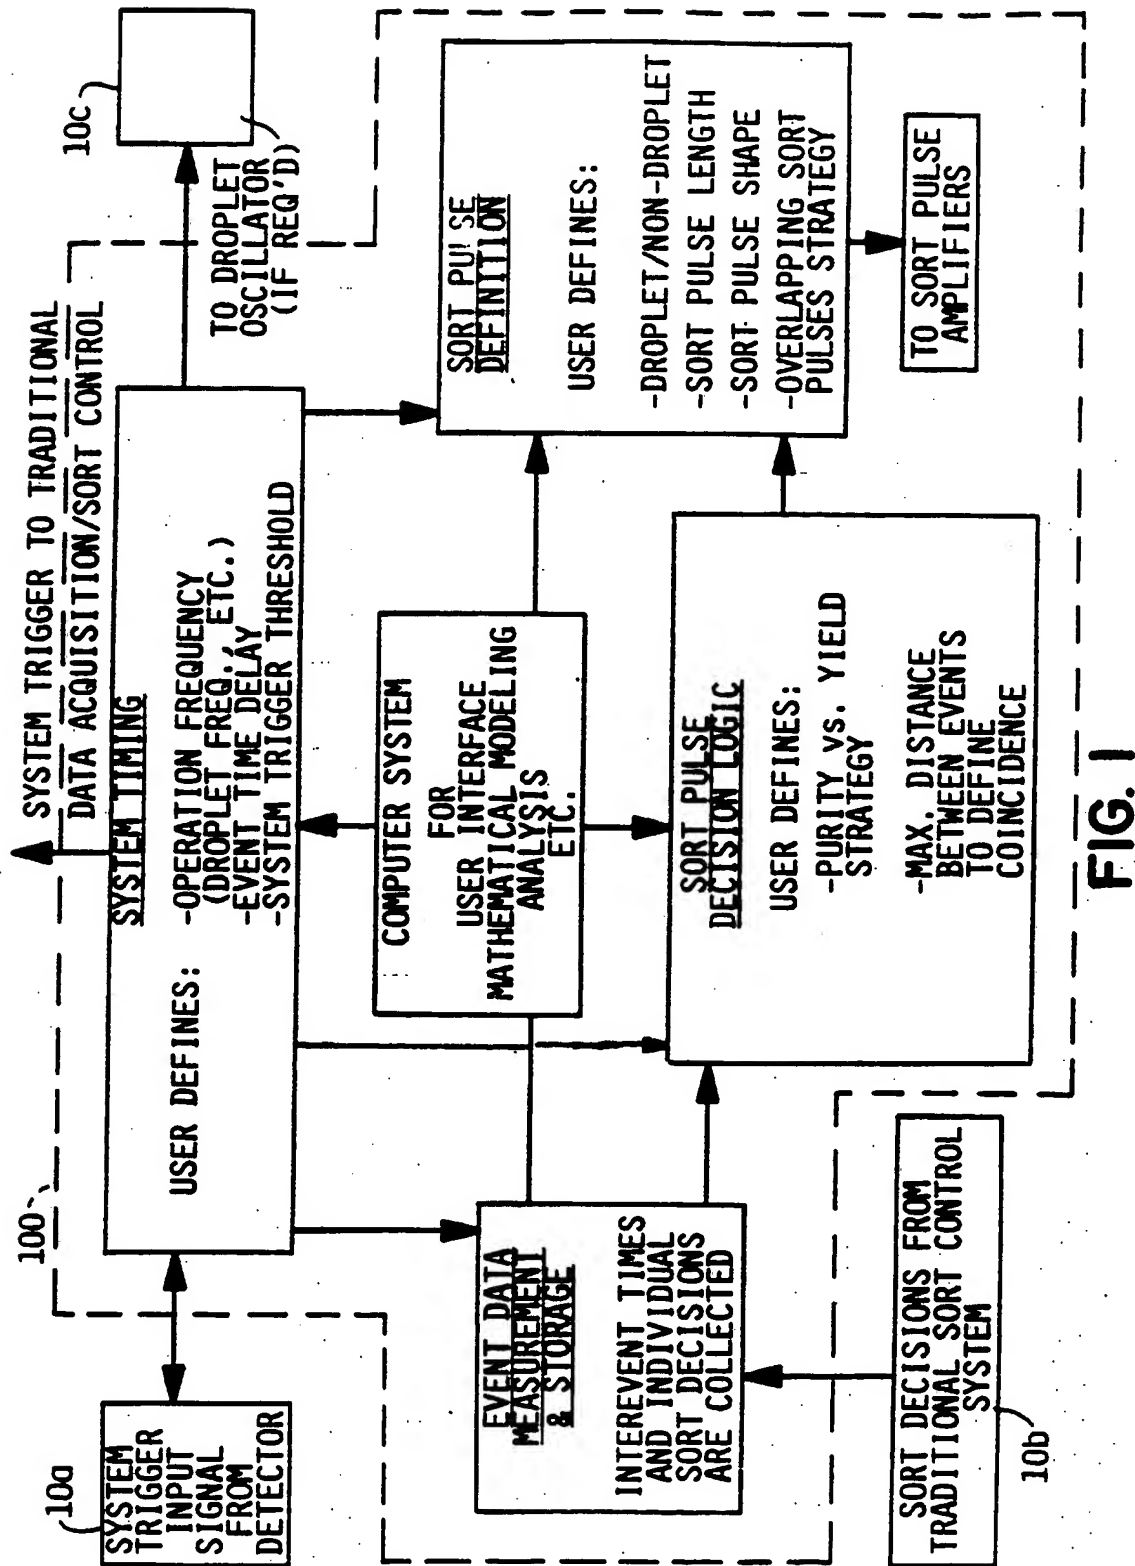 SYSTEM TRIGGER TO TRADITIONAL
DATA ACQUISITION/SORT CONTROL
100
10a
SYSTEM
TRIGGER
INPUT
SIGNAL
FROM
DETECTOR
SYSTEM TIMING
USER DEFINES:
-OPERATION FREQUENCY
(DROPLET FREQ., ETC.)
-EVENT TIME DELAY
-SYSTEM TRIGGER THRESHOLD
10c
TO DROPLET
OSCILLATOR
(IF REQ'D)
COMPUTER SYSTEM
FOR
USER INTERFACE
MATHEMATICAL MODELING
ANALYSIS
ETC.
SORT PULSE
DEFINITION
USER DEFINES:
-DROPLET/NON-DROPLET
-SORT PULSE LENGTH
-SORT PULSE SHAPE
-OVERLAPPING SORT
PULSES STRATEGY
EVENT DATA
MEASUREMENT
& STORAGE
INTEREVENT TIMES
AND INDIVIDUAL
SORT DECISIONS
ARE COLLECTED
SORT PULSE
DECISION LOGIC
USER DEFINES:
-PURITY VS. YIELD
STRATEGY
-MAX. DISTANCE
BETWEEN EVENTS
TO DEFINE
COINCIDENCE
TO SORT PULSE
AMPLIFIERS
SORT DECISIONS FROM
TRADITIONAL SORT CONTROL
SYSTEM
10b
FIG. 1